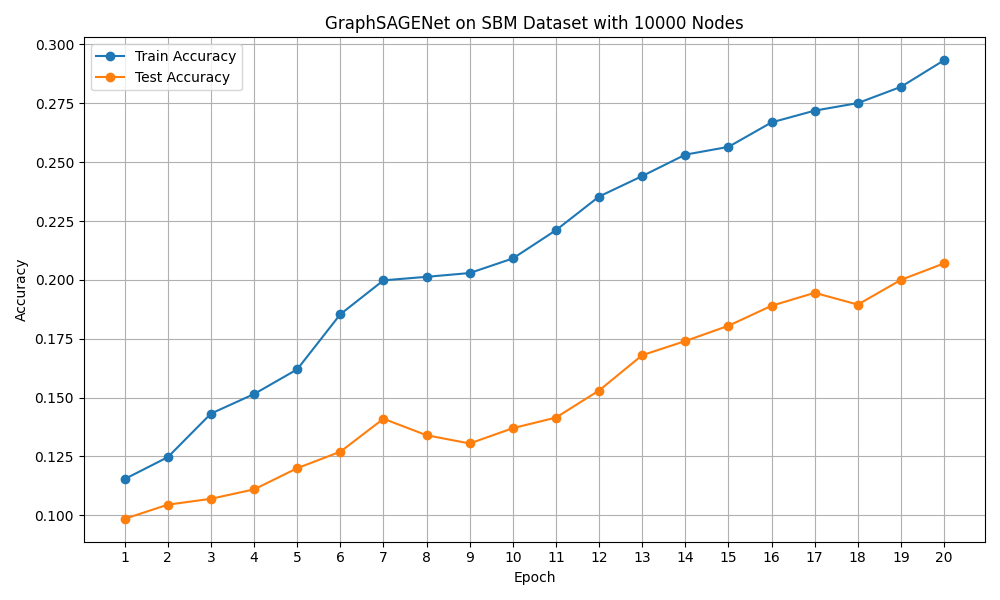 GraphSAGENet on SBM Dataset with 10000 Nodes
Train Accuracy
Test Accuracy
0.300
0.275
0.250
0.225
0.200
0.175
0.150
0.125
0.100
Accuracy
1 2 3 4 5 6 7 8 9 10 11 12 13 14 15 16 17 18 19 20
Epoch